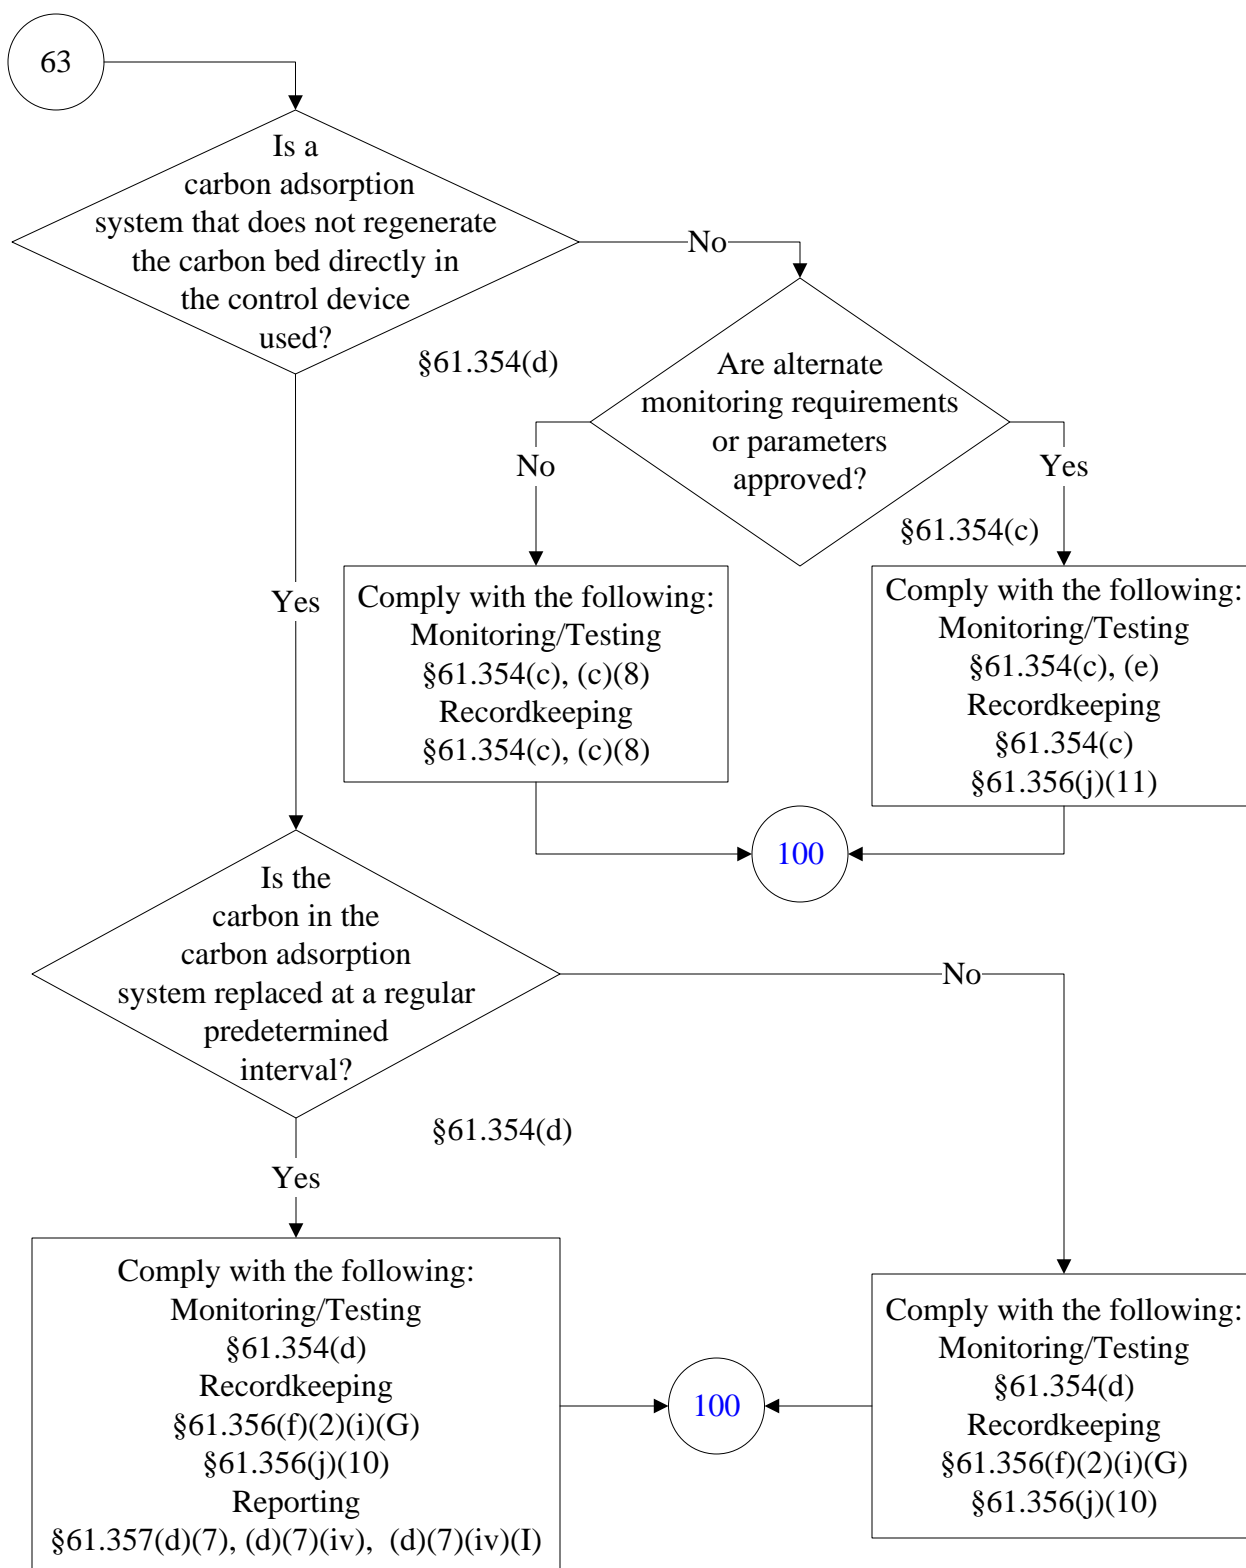 63
Is a
carbon adsorption
system that does not regenerate
the carbon bed directly in
the control device
used?
No
§61.354(d)
Are alternate
monitoring requirements
or parameters
approved?
No
Yes
§61.354(c)
Yes
Comply with the following:
Monitoring/Testing
§61.354(c), (c)(8)
Recordkeeping
§61.354(c), (c)(8)
Comply with the following:
Monitoring/Testing
§61.354(c), (e)
Recordkeeping
§61.354(c)
§61.356(j)(11)
100
Is the
carbon in the
carbon adsorption
system replaced at a regular
predetermined
interval?
No
§61.354(d)
Yes
Comply with the following:
Monitoring/Testing
§61.354(d)
Recordkeeping
§61.356(f)(2)(i)(G)
§61.356(j)(10)
Reporting
§61.357(d)(7), (d)(7)(iv), (d)(7)(iv)(I)
100
Comply with the following:
Monitoring/Testing
§61.354(d)
Recordkeeping
§61.356(f)(2)(i)(G)
§61.356(j)(10)